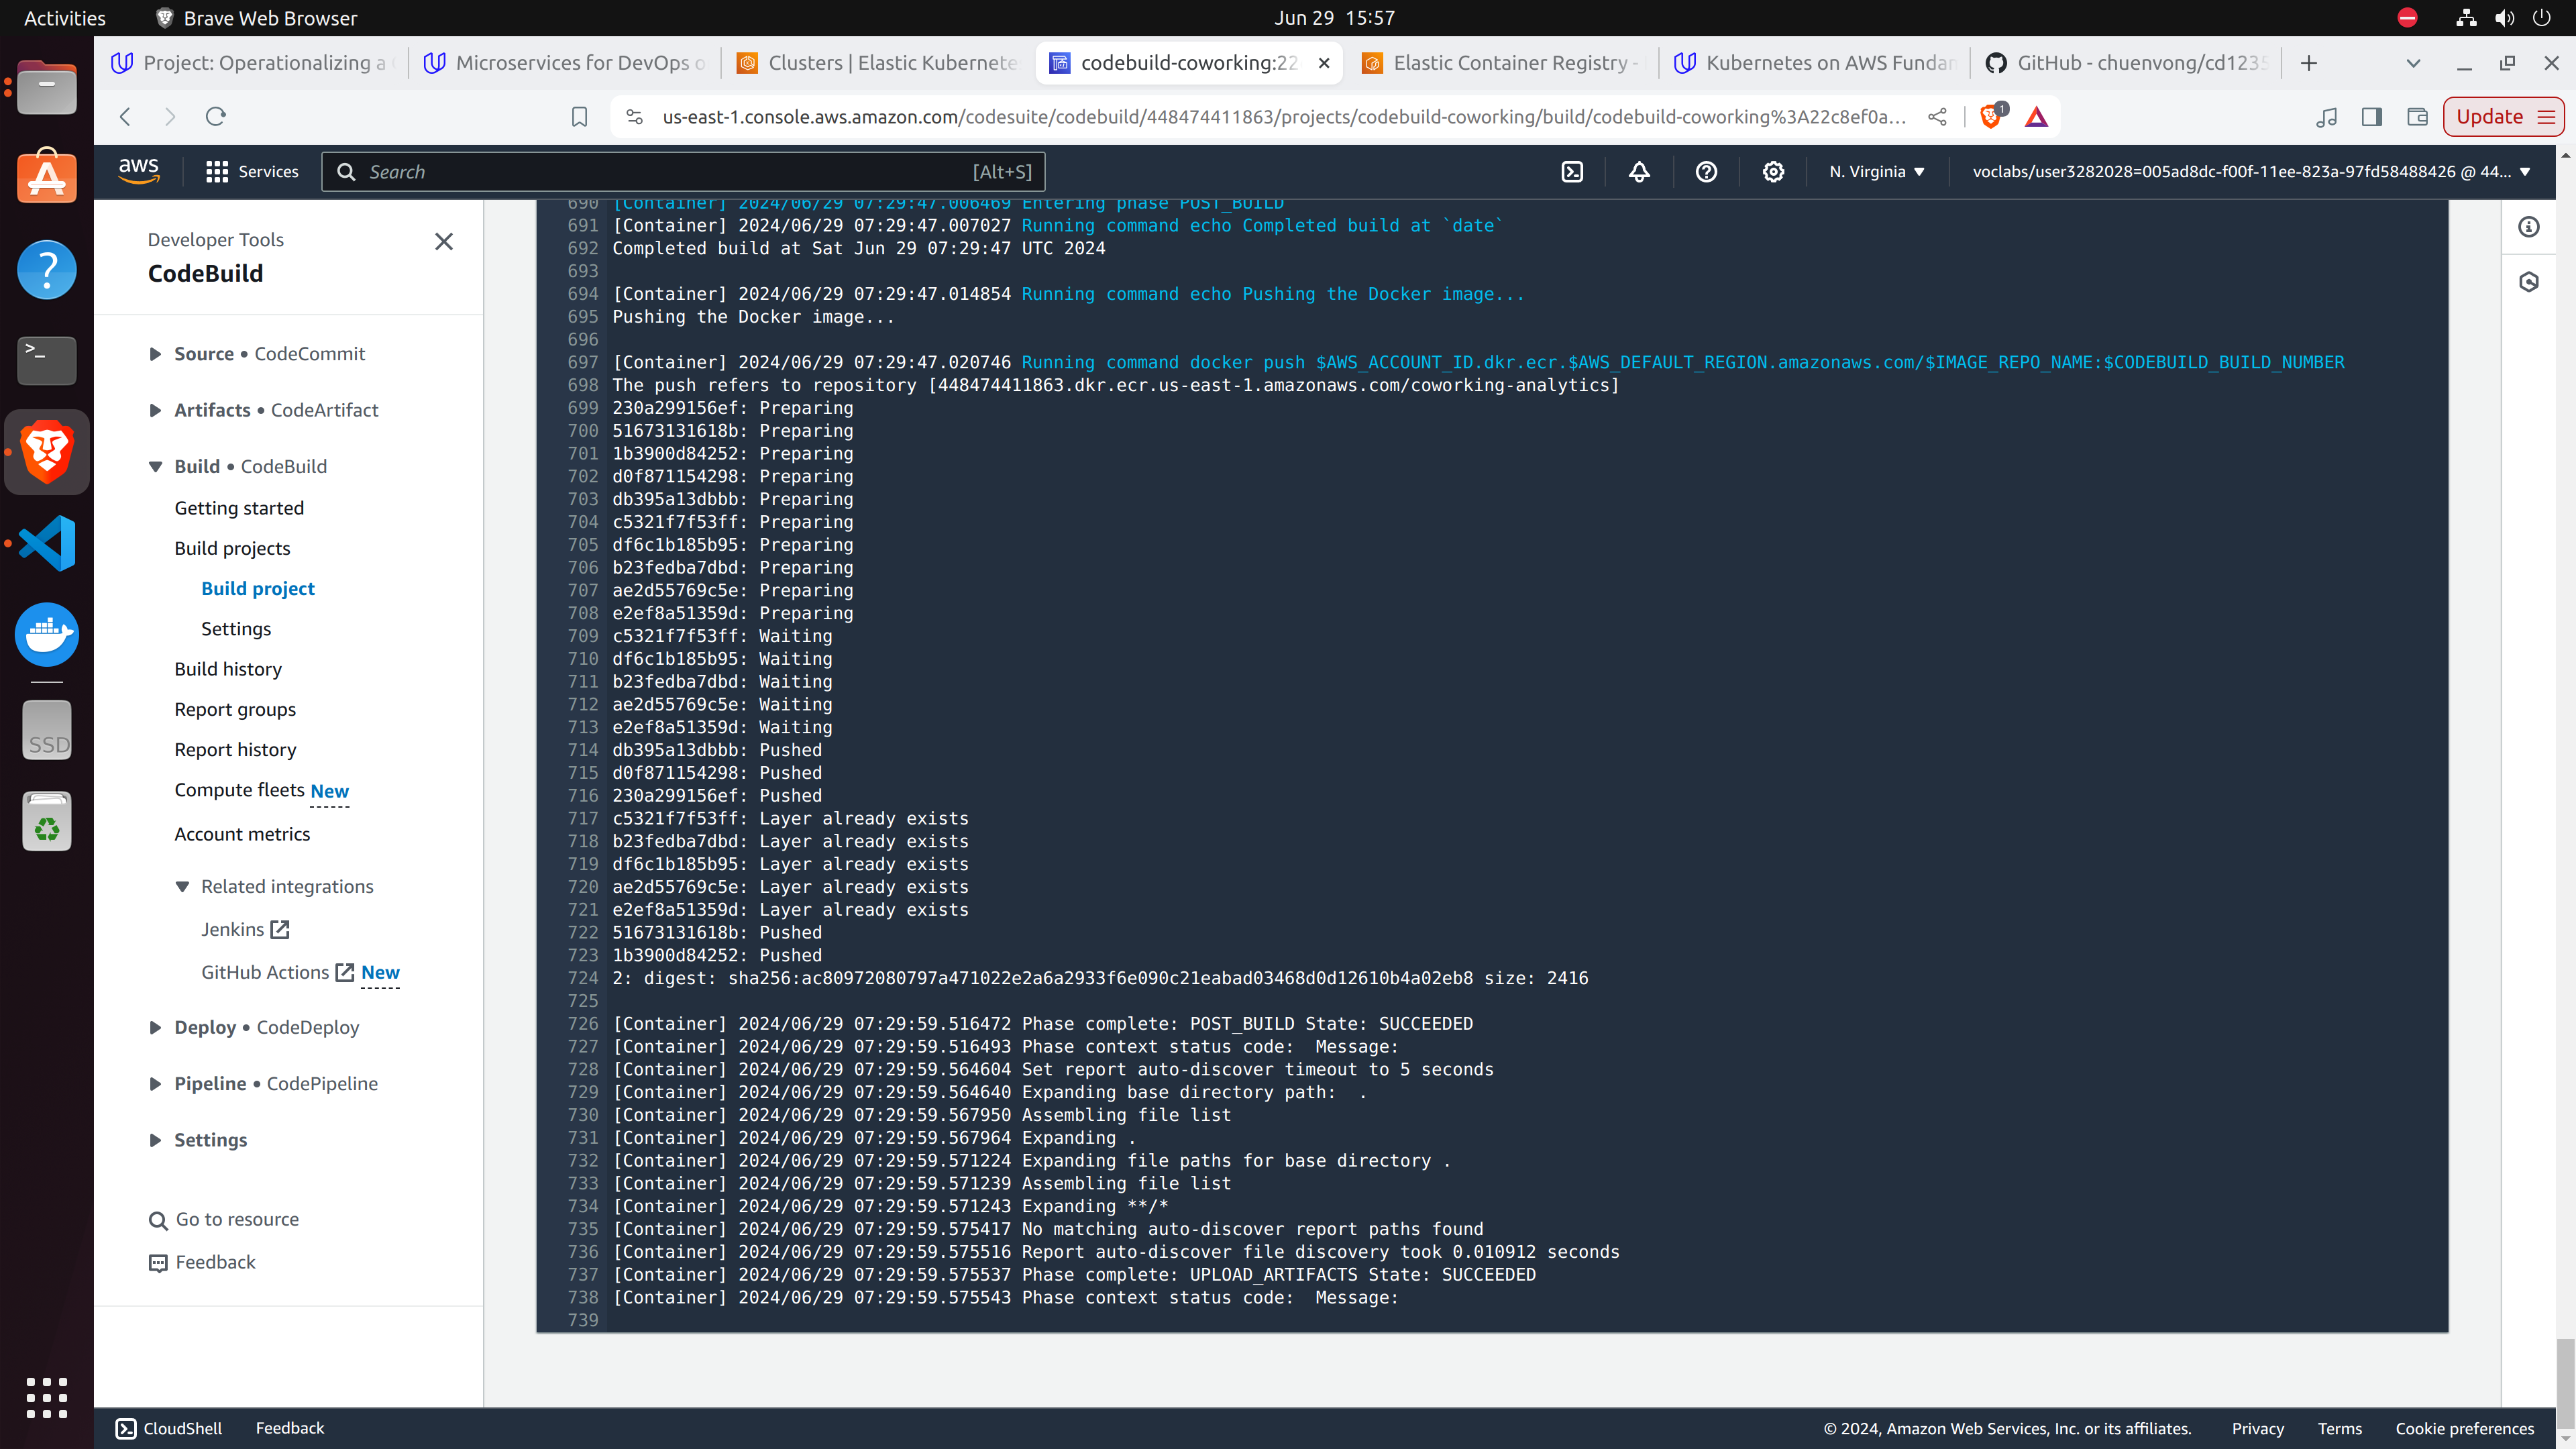 Activities
Brave Web Browser
Jun 29 15:57
Project: Operationalizing a
Microservices for DevOps
Clusters | Elastic Kubernete
codebuild-coworking:22
Elastic Container Registry -
Kubernetes on AWS Fundam
GitHub - chuenvong/cd1235
us-east-1.console.aws.amazon.com/codesuite/codebuild/448474411863/projects/codebuild-coworking/build/codebuild-coworking%3A22c8ef0a...
1
Update
aws
Services
Search
[Alt+S]
N. Virginia
voclabs/user3282028=005ad8dc-f00f-11ee-823a-97fd58488426 @ 44...
Developer Tools
CodeBuild
Source • CodeCommit
Artifacts • CodeArtifact
Build • CodeBuild
Getting started
Build projects
Build project
Settings
Build history
Report groups
Report history
Compute fleets New
Account metrics
Related integrations
Jenkins
GitHub Actions New
Deploy • CodeDeploy
Pipeline • CodePipeline
Settings
Go to resource
Feedback
SSD
690 [Container] 2024/06/29 07:29:47.006469 Entering phase POST_BUILD
691 [Container] 2024/06/29 07:29:47.007027 Running command echo Completed build at `date`
692 Completed build at Sat Jun 29 07:29:47 UTC 2024
693
694 [Container] 2024/06/29 07:29:47.014854 Running command echo Pushing the Docker image...
695 Pushing the Docker image...
696
697 [Container] 2024/06/29 07:29:47.020746 Running command docker push $AWS_ACCOUNT_ID.dkr.ecr.$AWS_DEFAULT_REGION.amazonaws.com/$IMAGE_REPO_NAME:$CODEBUILD_BUILD_NUMBER
698 The push refers to repository [448474411863.dkr.ecr.us-east-1.amazonaws.com/coworking-analytics]
699 230a299156ef: Preparing
700 51673131618b: Preparing
701 1b3900d84252: Preparing
702 d0f871154298: Preparing
703 db395a13dbbb: Preparing
704 c5321f7f53ff: Preparing
705 df6c1b185b95: Preparing
706 b23fedba7dbd: Preparing
707 ae2d55769c5e: Preparing
708 e2ef8a51359d: Preparing
709 c5321f7f53ff: Waiting
710 df6c1b185b95: Waiting
711 b23fedba7dbd: Waiting
712 ae2d55769c5e: Waiting
713 e2ef8a51359d: Waiting
714 db395a13dbbb: Pushed
715 d0f871154298: Pushed
716 230a299156ef: Pushed
717 c5321f7f53ff: Layer already exists
718 b23fedba7dbd: Layer already exists
719 df6c1b185b95: Layer already exists
720 ae2d55769c5e: Layer already exists
721 e2ef8a51359d: Layer already exists
722 51673131618b: Pushed
723 1b3900d84252: Pushed
724 2: digest: sha256:ac80972080797a471022e2a6a2933f6e090c21eabad03468d0d12610b4a02eb8 size: 2416
725
726 [Container] 2024/06/29 07:29:59.516472 Phase complete: POST_BUILD State: SUCCEEDED
727 [Container] 2024/06/29 07:29:59.516493 Phase context status code:  Message:
728 [Container] 2024/06/29 07:29:59.564604 Set report auto-discover timeout to 5 seconds
729 [Container] 2024/06/29 07:29:59.564640 Expanding base directory path:  .
730 [Container] 2024/06/29 07:29:59.567950 Assembling file list
731 [Container] 2024/06/29 07:29:59.567964 Expanding .
732 [Container] 2024/06/29 07:29:59.571224 Expanding file paths for base directory .
733 [Container] 2024/06/29 07:29:59.571239 Assembling file list
734 [Container] 2024/06/29 07:29:59.571243 Expanding **/*
735 [Container] 2024/06/29 07:29:59.575417 No matching auto-discover report paths found
736 [Container] 2024/06/29 07:29:59.575516 Report auto-discover file discovery took 0.010912 seconds
737 [Container] 2024/06/29 07:29:59.575537 Phase complete: UPLOAD_ARTIFACTS State: SUCCEEDED
738 [Container] 2024/06/29 07:29:59.575543 Phase context status code:  Message:
739
CloudShell
Feedback
© 2024, Amazon Web Services, Inc. or its affiliates.
Privacy
Terms
Cookie preferences